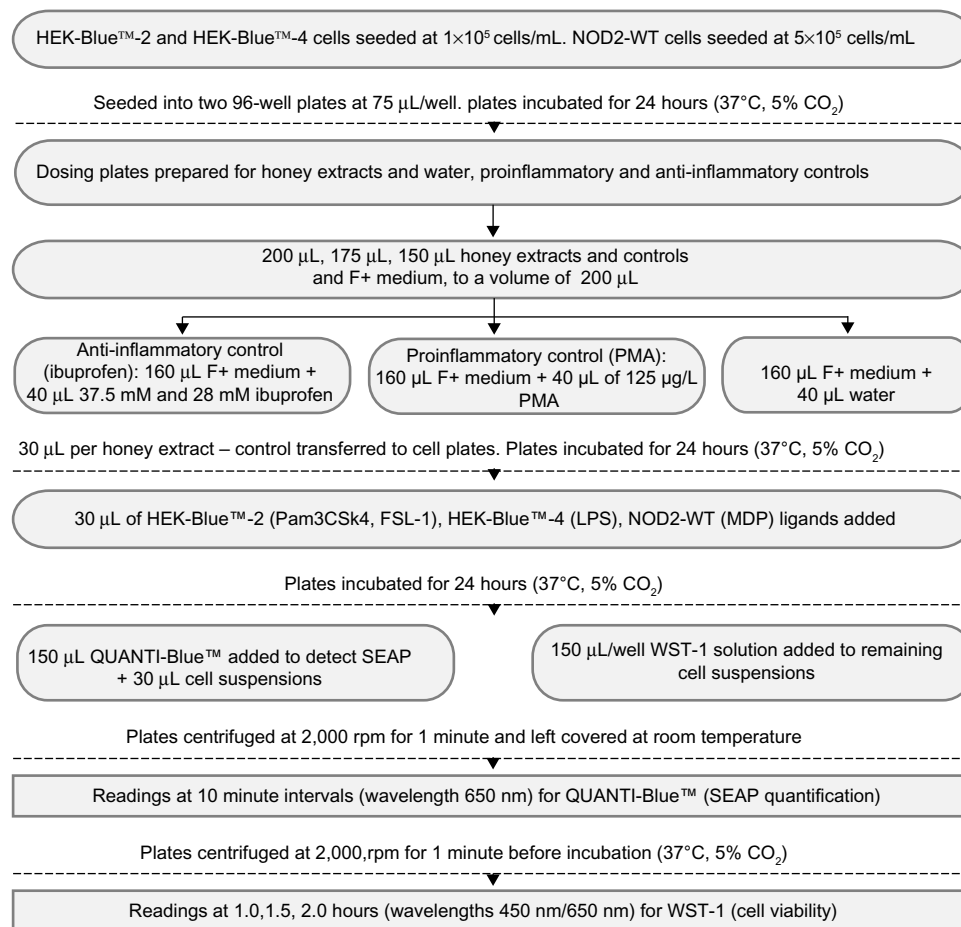 HEK-Blue™-2 and HEK-Blue™-4 cells seeded at 1×10⁵ cells/mL. NOD2-WT cells seeded at 5×10⁵ cells/mL
Seeded into two 96-well plates at 75 µL/well. plates incubated for 24 hours (37°C, 5% CO₂)
Dosing plates prepared for honey extracts and water, proinflammatory and anti-inflammatory controls
200 µL, 175 µL, 150 µL honey extracts and controls
and F+ medium, to a volume of 200 µL
Anti-inflammatory control
(ibuprofen): 160 µL F+ medium +
40 µL 37.5 mM and 28 mM ibuprofen
Proinflammatory control (PMA):
160 µL F+ medium + 40 µL of 125 µg/L
PMA
160 µL F+ medium +
40 µL water
30 µL per honey extract – control transferred to cell plates. Plates incubated for 24 hours (37°C, 5% CO₂)
30 µL of HEK-Blue™-2 (Pam3CSk4, FSL-1), HEK-Blue™-4 (LPS), NOD2-WT (MDP) ligands added
Plates incubated for 24 hours (37°C, 5% CO₂)
150 µL QUANTI-Blue™ added to detect SEAP
+ 30 µL cell suspensions
150 µL/well WST-1 solution added to remaining
cell suspensions
Plates centrifuged at 2,000 rpm for 1 minute and left covered at room temperature
Readings at 10 minute intervals (wavelength 650 nm) for QUANTI-Blue™ (SEAP quantification)
Plates centrifuged at 2,000,rpm for 1 minute before incubation (37°C, 5% CO₂)
Readings at 1.0,1.5, 2.0 hours (wavelengths 450 nm/650 nm) for WST-1 (cell viability)